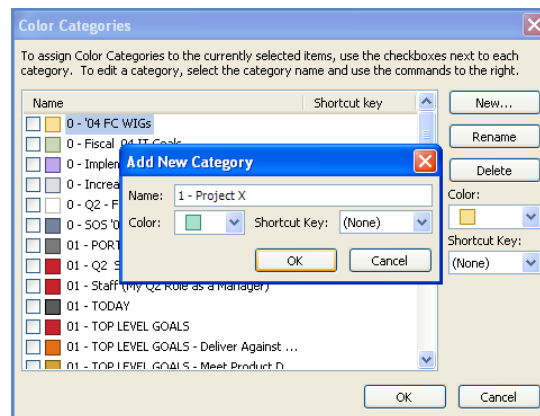 Color Categories
To assign Color Categories to the currently selected items, use the checkboxes next to each
category. To edit a category, select the category name and use the commands to the right.
Name Shortcut key
New...
0 - '04 FC WIGs
0 - Fiscal 04 IT Goals
Rename
0 - Implen
Add New Category
Delete
0 - Increa
Name: 1 - Project X
Color:
0 - Q2 - F
Color: Shortcut Key: (None)
0 - SOS '0
Shortcut Key:
01 - PORT
OK Cancel
(None)
01 - Q2 S
01 - Staff (My Q2 Role as a Manager)
01 - TODAY
01 - TOP LEVEL GOALS
01 - TOP LEVEL GOALS - Deliver Against ...
01 - TOP LEVEL GOALS - Meet Product D
OK Cancel